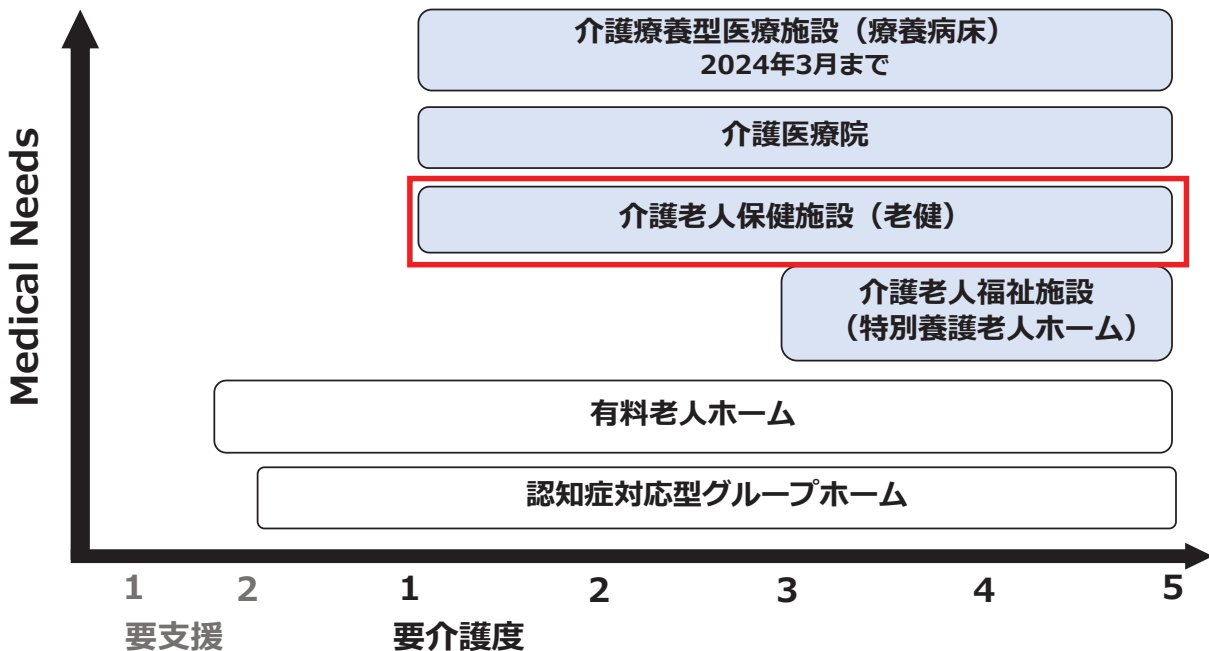 Medical Needs
介護療養型医療施設（療養病床）
2024年3月まで
介護医療院
介護老人保健施設（老健）
介護老人福祉施設
（特別養護老人ホーム）
有料老人ホーム
認知症対応型グループホーム
1 2 1 2 3 4 5
要支援 要介護度